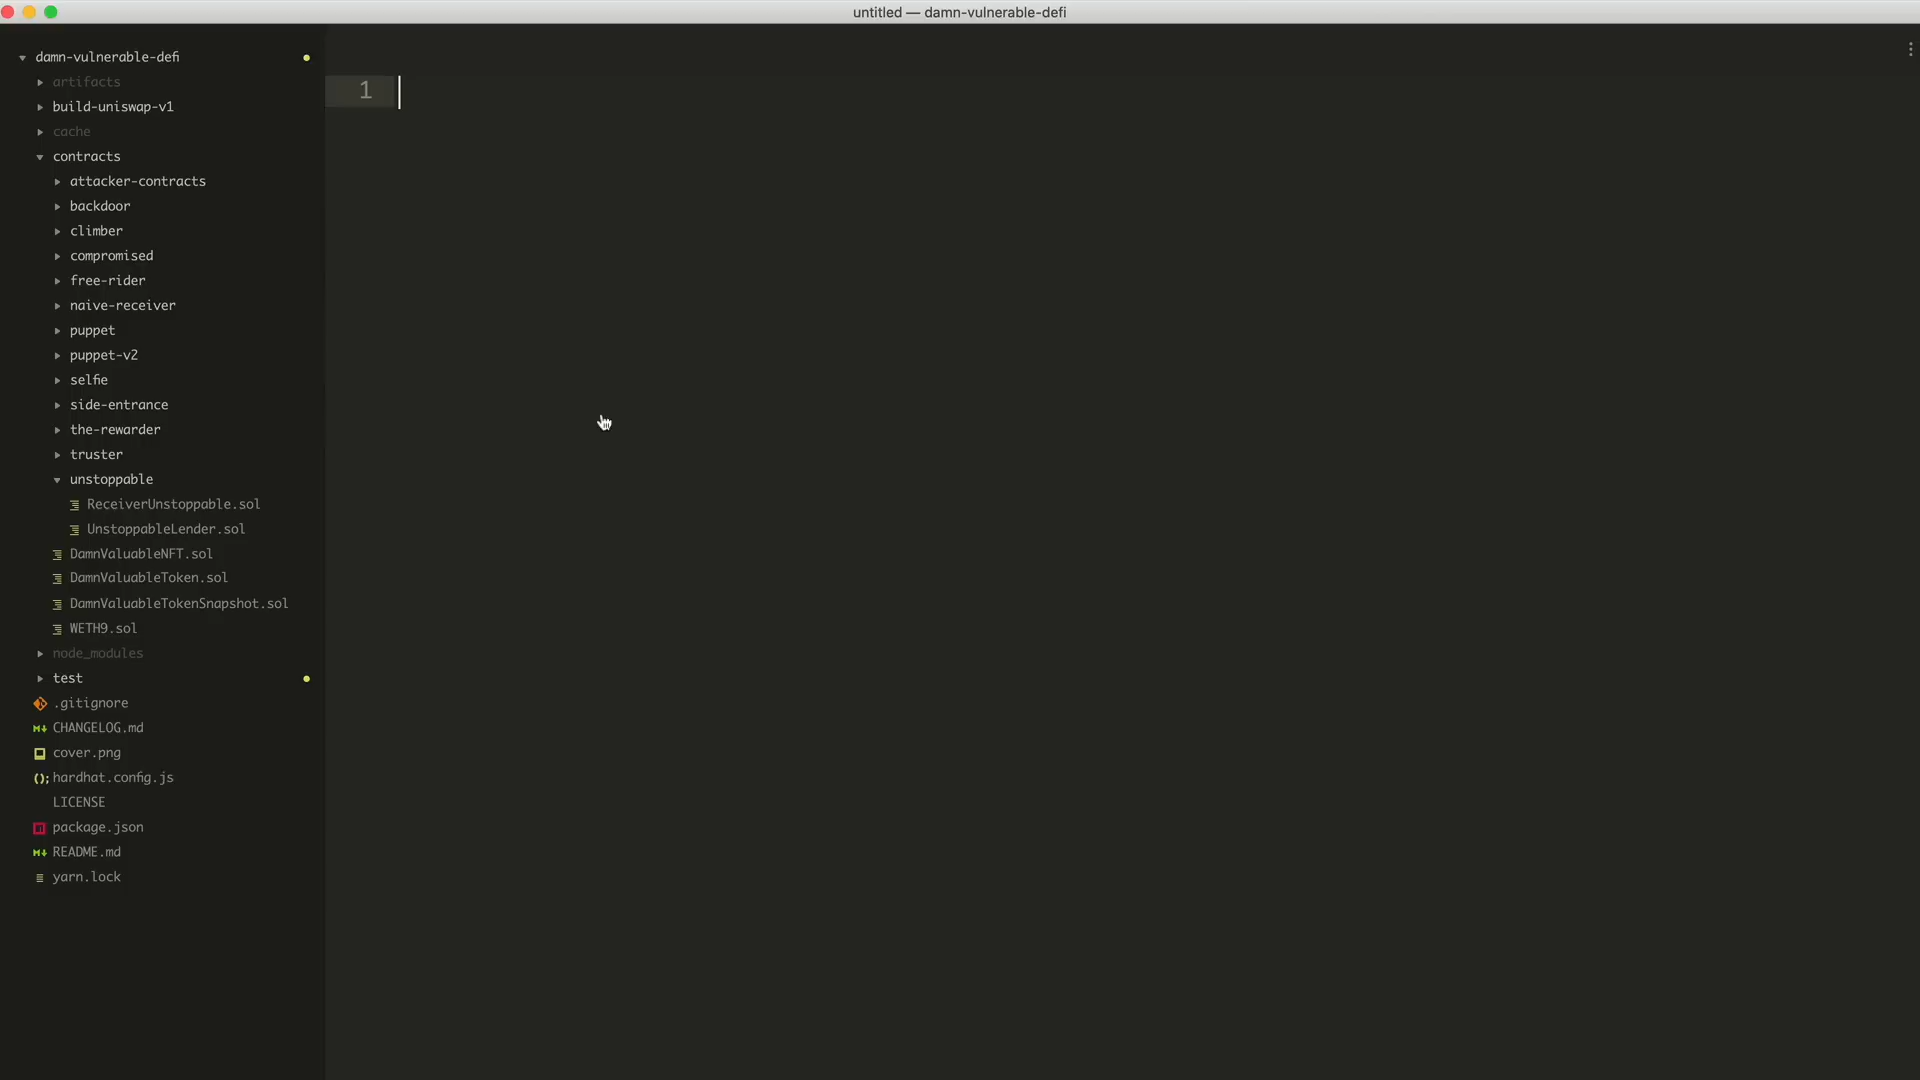 untitled — damn-vulnerable-defi
damn-vulnerable-defi
artifacts
build-uniswap-v1
cache
contracts
attacker-contracts
backdoor
climber
compromised
free-rider
naive-receiver
puppet
puppet-v2
selfie
side-entrance
the-rewarder
truster
unstoppable
ReceiverUnstoppable.sol
UnstoppableLender.sol
DamnValuableNFT.sol
DamnValuableToken.sol
DamnValuableTokenSnapshot.sol
WETH9.sol
node_modules
test
.gitignore
CHANGELOG.md
cover.png
hardhat.config.js
LICENSE
package.json
README.md
yarn.lock
1